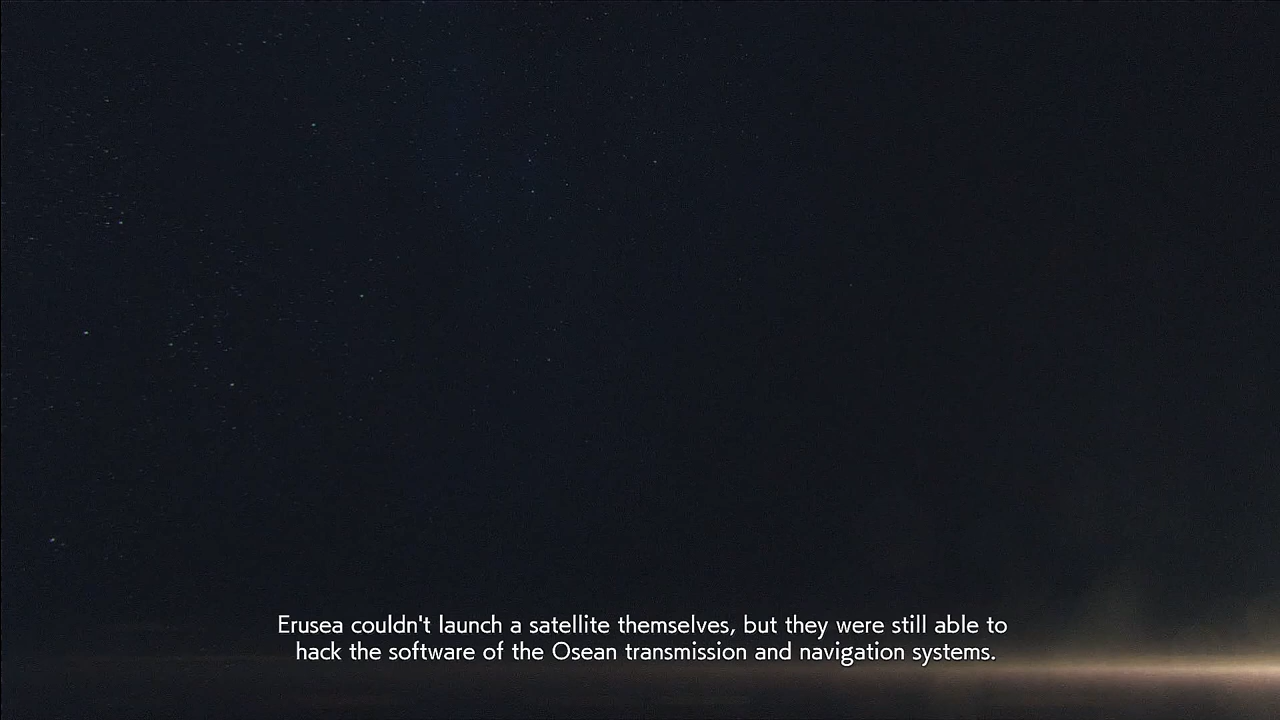 Erusea couldn't launch a satellite themselves, but they were still able to
hack the software of the Osean transmission and navigation systems.